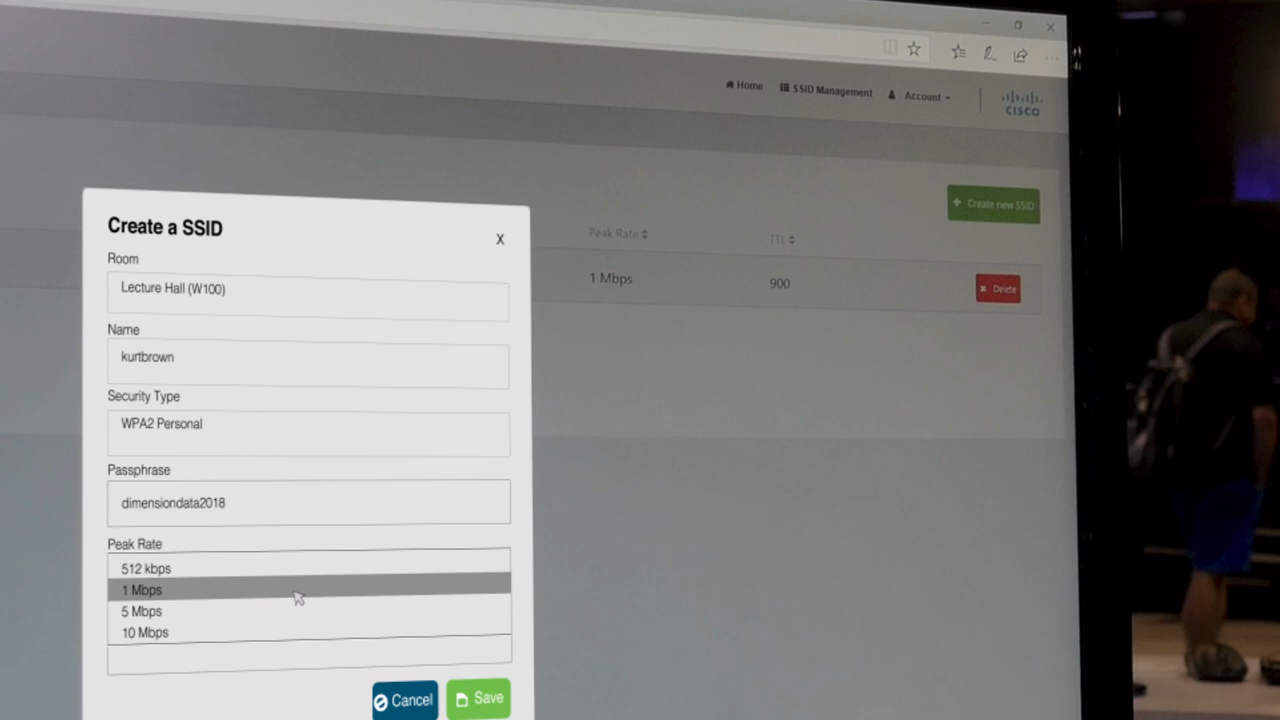 Home SSID Management Account
CISCO
Create new SSID
Peak Rate TTL
1 Mbps 900 Delete
Create a SSID
X
Room
Lecture Hall (W100)
Name
kurtbrown
Security Type
WPA2 Personal
Passphrase
dimensiondata2018
Peak Rate
512 kbps
1 Mbps
5 Mbps
10 Mbps
Cancel Save